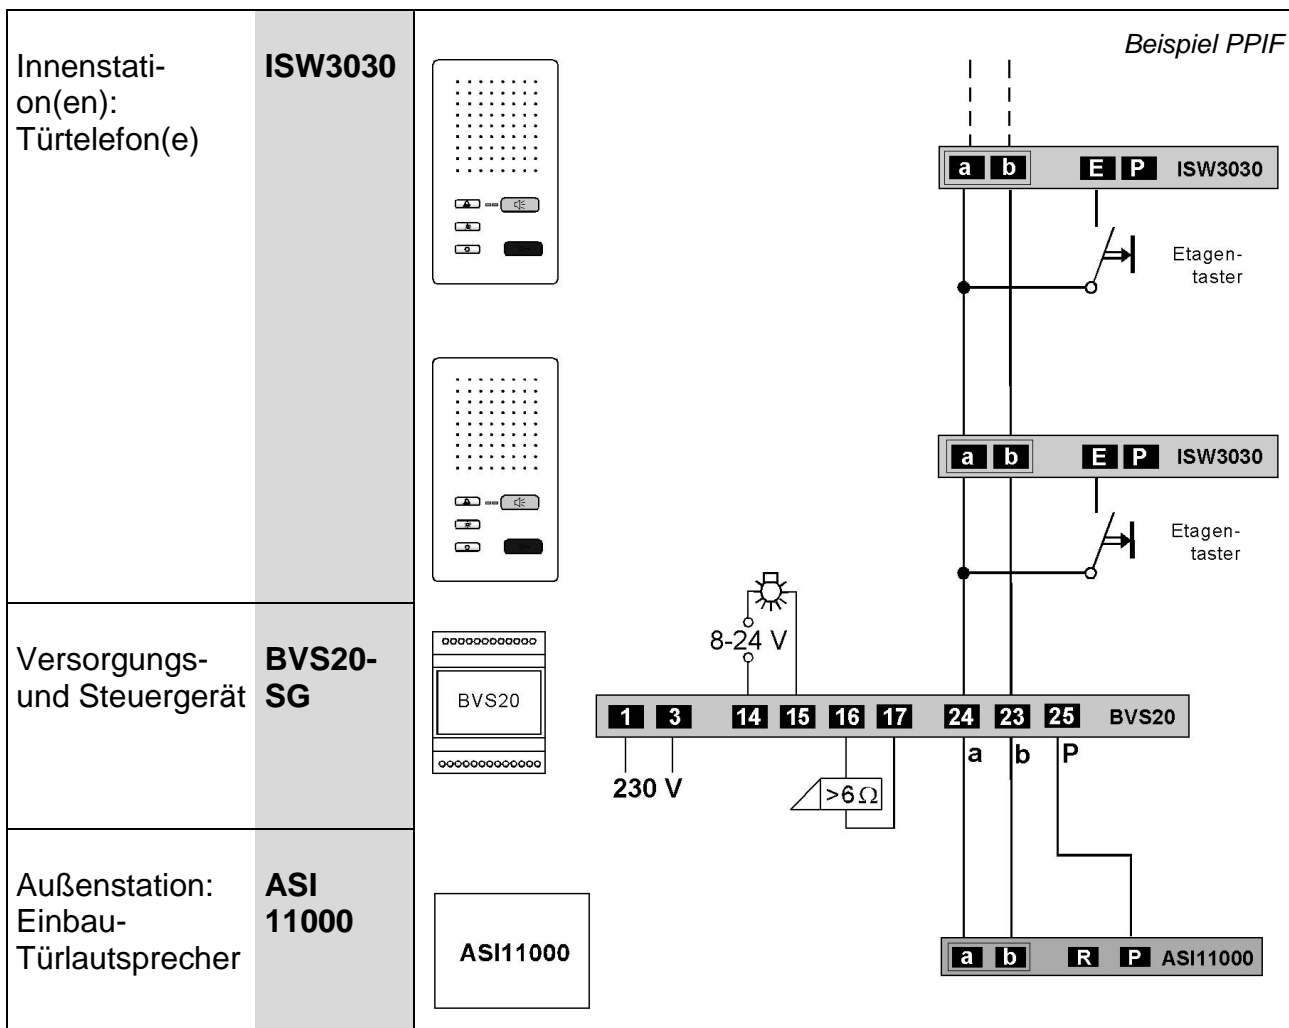 Beispiel PPIF
Innenstati-
on(en):
Türtelefon(e)
ISW3030
a b E P ISW3030
Etagen-
taster
a b E P ISW3030
Etagen-
taster
8-24 V
Versorgungs-
und Steuergerät
BVS20-
SG
BVS20
1 3 14 15 16 17 24 23 25 BVS20
a b P
230 V
>6 Ω
Außenstation:
Einbau-
Türlautsprecher
ASI
11000
ASI11000
a b R P ASI11000